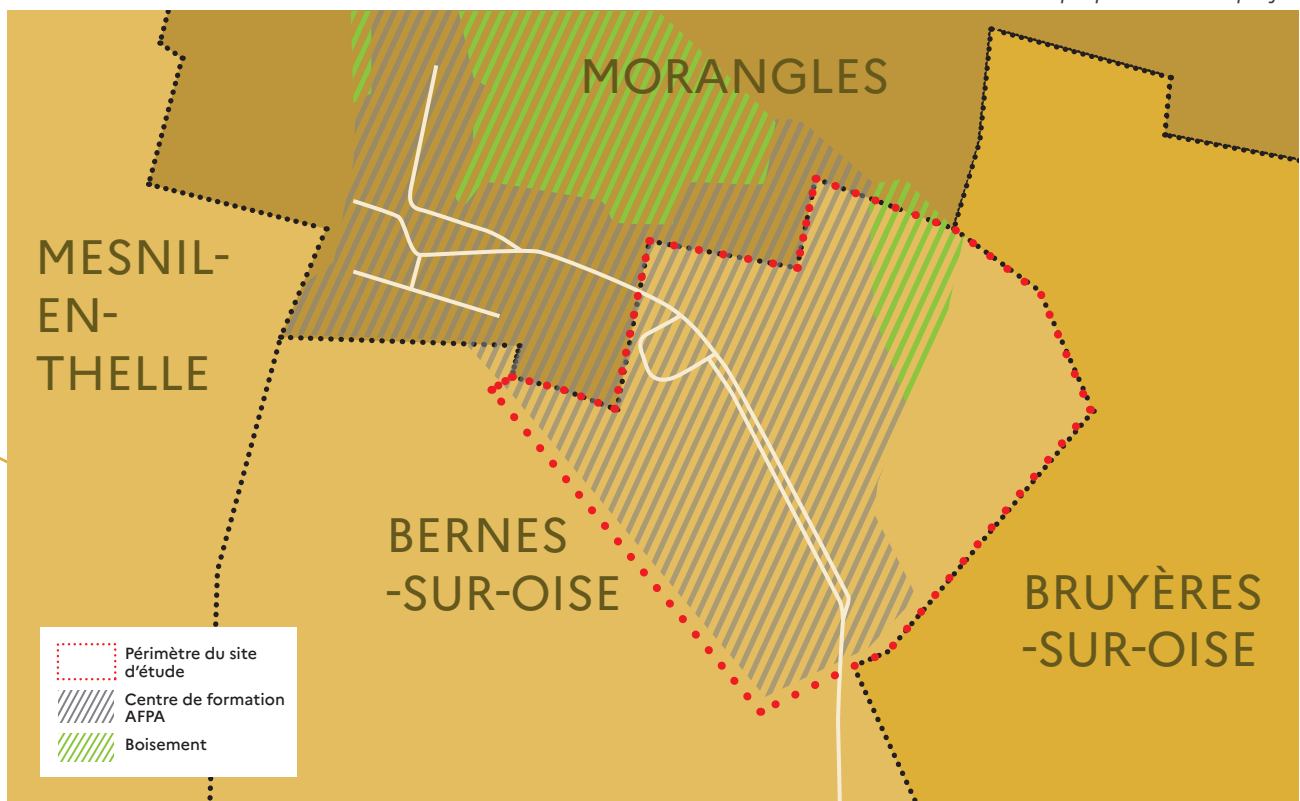 MORANGLES
MESNIL-
EN-
THELLE
BERNES
-SUR-OISE
BRUYÈRES
-SUR-OISE
Périmètre du site
d'étude
Centre de formation
AFPA
Boisement